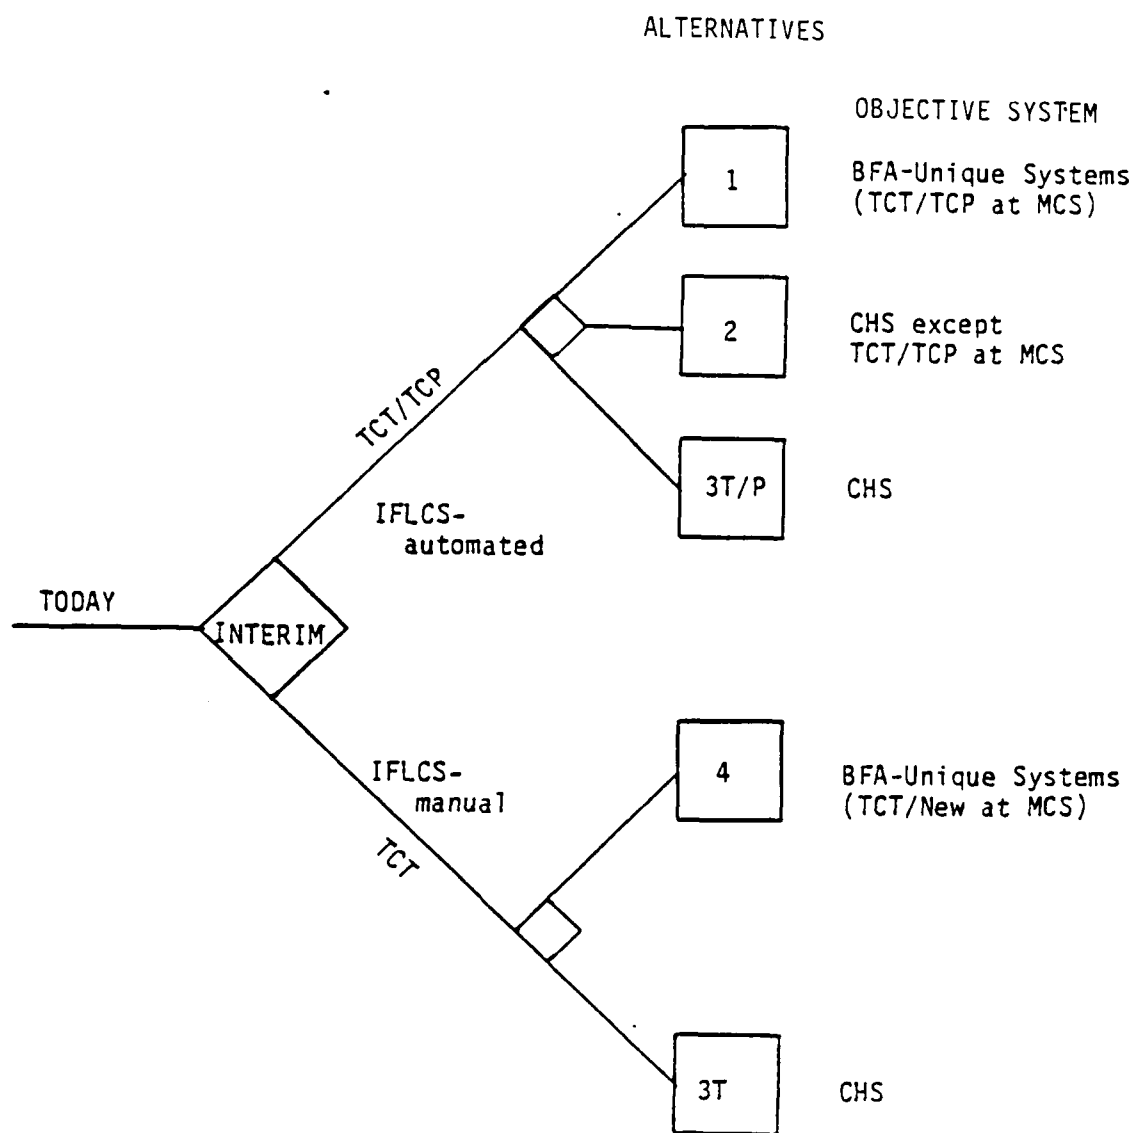 ALTERNATIVES
OBJECTIVE SYSTEM
1
BFA-Unique Systems
(TCT/TCP at MCS)
2
CHS except
TCT/TCP at MCS
TCT/TCP
3T/P
CHS
IFLCS-
automated
TODAY
INTERIM
IFLCS-
manual
TCT
4
BFA-Unique Systems
(TCT/New at MCS)
3T
CHS